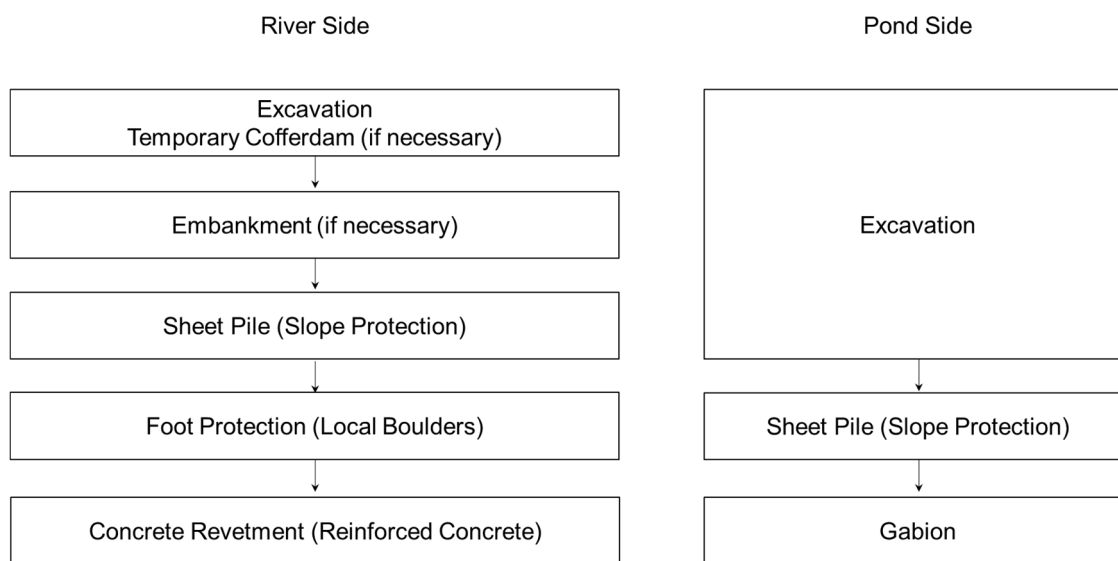 River Side
Excavation
Temporary Cofferdam (if necessary)
Embankment (if necessary)
Sheet Pile (Slope Protection)
Foot Protection (Local Boulders)
Concrete Revetment (Reinforced Concrete)
Pond Side
Excavation
Sheet Pile (Slope Protection)
Gabion